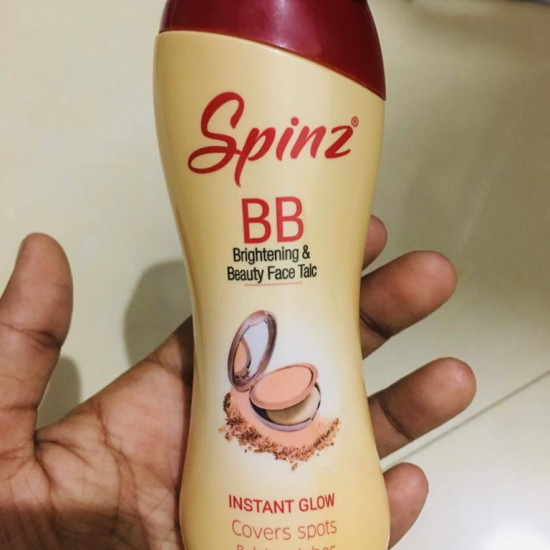 Spinz®
BB
Brightening &
Beauty Face Talc
INSTANT GLOW
Covers spots